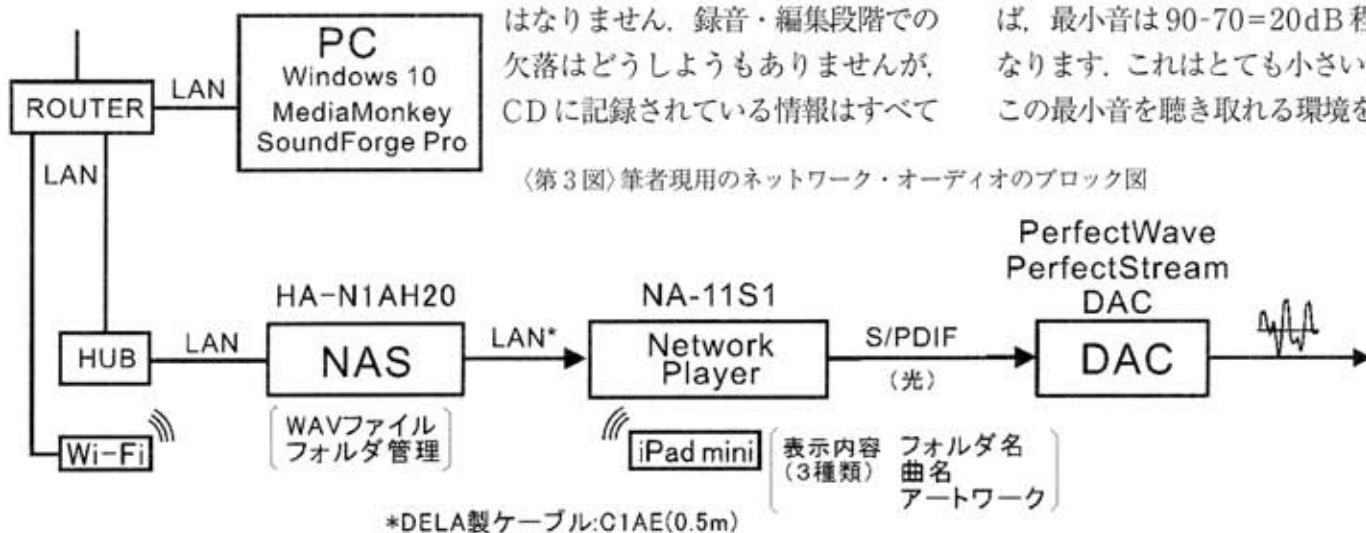 はなりません．録音・編集段階での
欠落はどうしようもありませんが，
CDに記録されている情報はすべて
ば，最小音は90-70=20dB程
なります．これはとても小さい
この最小音を聴き取れる環境を
〈第3図〉筆者現用のネットワーク・オーディオのブロック図
ROUTER
LAN
PC
Windows 10
MediaMonkey
SoundForge Pro
LAN
HUB
LAN
Wi-Fi
HA-N1AH20
NAS
WAVファイル
フォルダ管理
LAN*
NA-11S1
Network
Player
iPad mini
表示内容 フォルダ名
(3種類) 曲名
アートワーク
S/PDIF
(光)
PerfectWave
PerfectStream
DAC
DAC
*DELA製ケーブル:C1AE(0.5m)